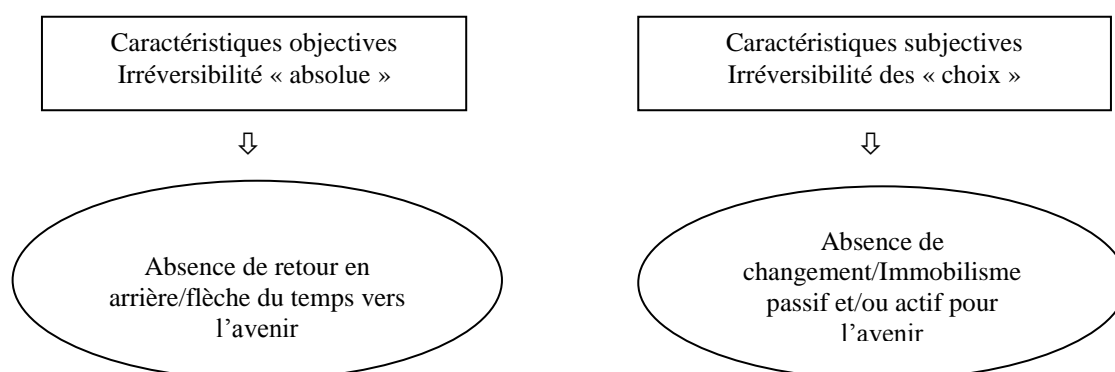 Caractéristiques objectives
Irréversibilité « absolue »
Caractéristiques subjectives
Irréversibilité des « choix »
Absence de retour en
arrière/flèche du temps vers
l’avenir
Absence de
changement/Immobilisme
passif et/ou actif pour
l’avenir